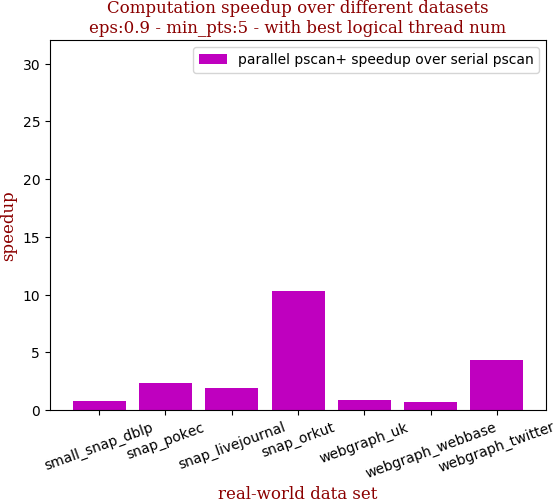 Computation speedup over different datasets
eps:0.9 - min_pts:5 - with best logical thread num
parallel pscan+ speedup over serial pscan
speedup
30
25
20
15
10
5
0
small_snap_dblp
snap_pokec
snap_livejournal
snap_orkut
webgraph_uk
webgraph_webbase
webgraph_twitter
real-world data set